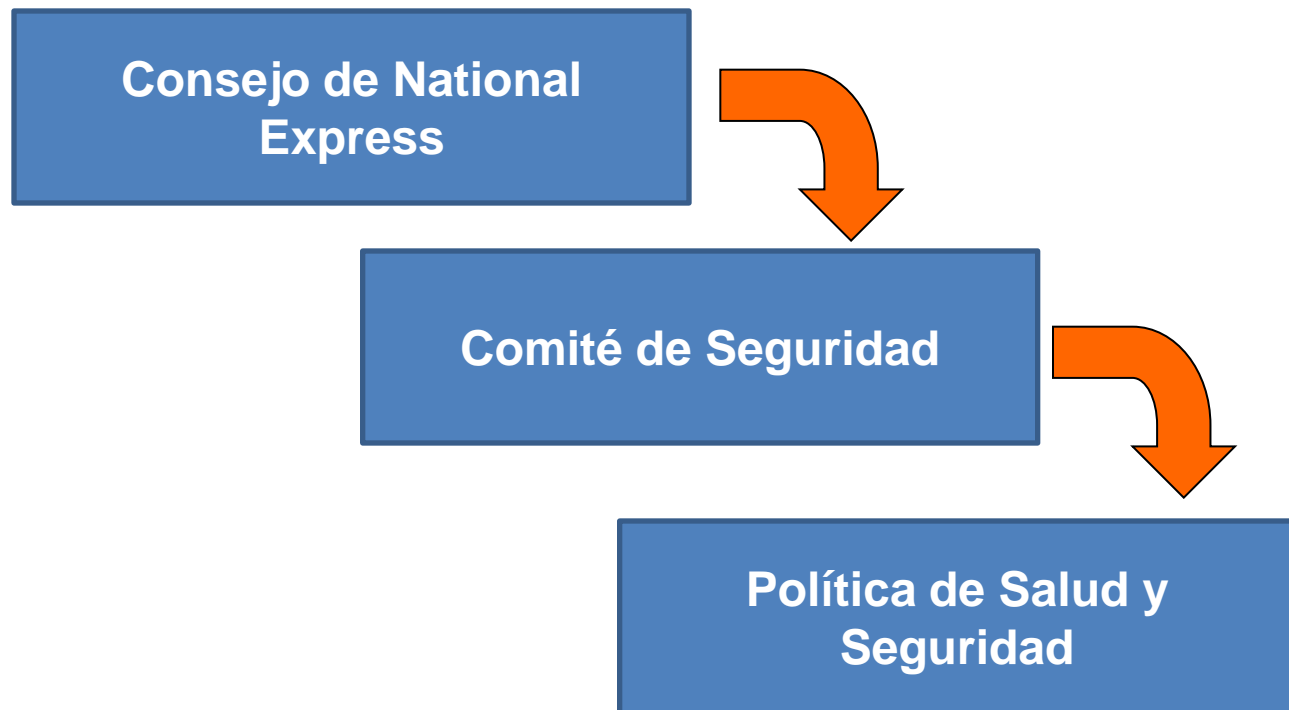 Consejo de National
Express
Comité de Seguridad
Política de Salud y
Seguridad